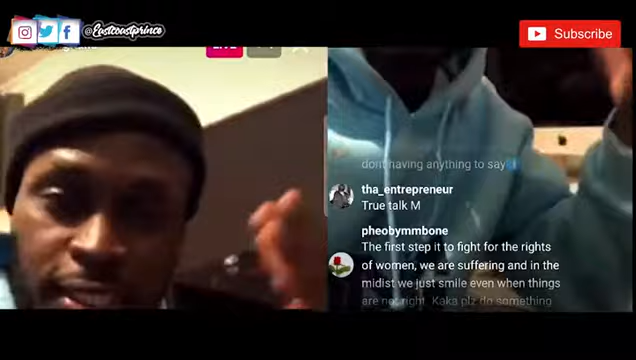 @Eastcoastprince
Subscribe
LIVE
dont having anything to say
tha_entrepreneur
True talk M
pheobymmbone
The first step it to fight for the rights
of women, we are suffering and in the
midist we just smile even when things
are not right. Kaka plz do something